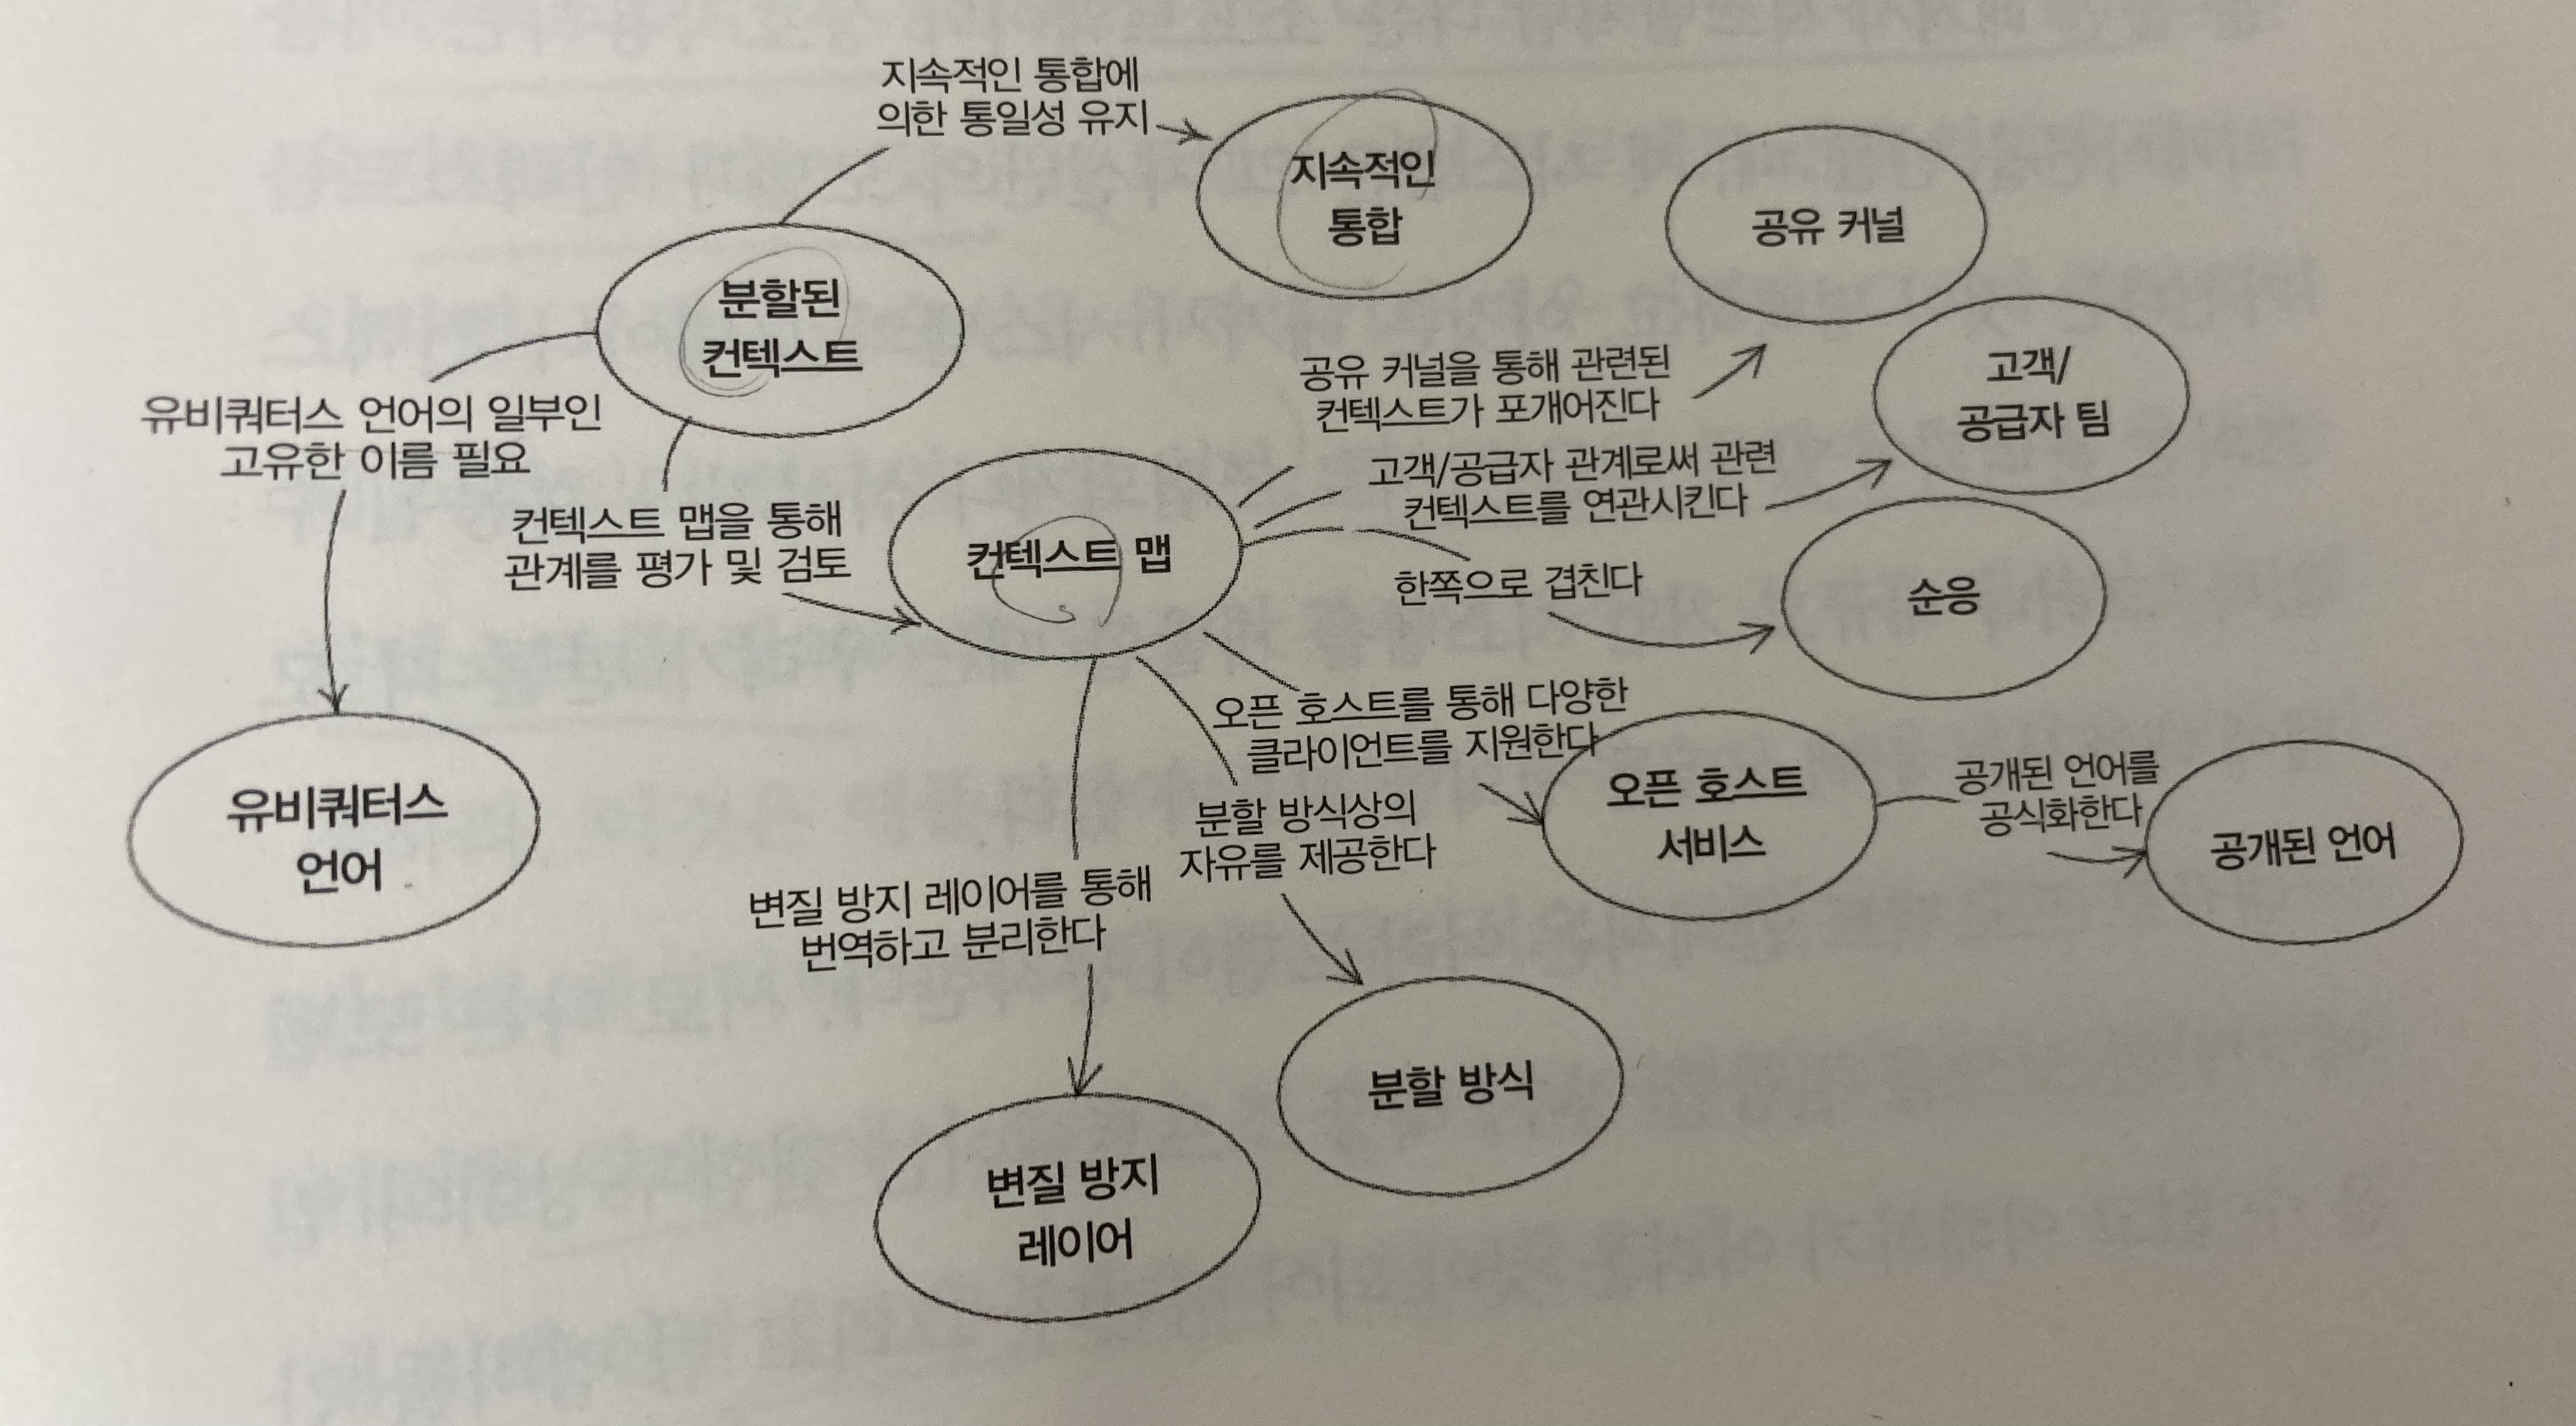 지속적인 통합에
의한 통일성 유지
지속적인
통합
공유 커널
분할된
컨텍스트
고객/
공급자 팀
공유 커널을 통해 관련된
컨텍스트가 포개어진다
유비쿼터스 언어의 일부인
고유한 이름 필요
고객/공급자 관계로써 관련
컨텍스트를 연관시킨다
컨텍스트 맵을 통해
관계를 평가 및 검토
컨텍스트 맵
한쪽으로 겹친다
순응
오픈 호스트를 통해 다양한
클라이언트를 지원한다
유비쿼터스
언어
오픈 호스트
서비스
공개된 언어를
공식화한다
공개된 언어
분할 방식상의
자유를 제공한다
변질 방지 레이어를 통해
번역하고 분리한다
분할 방식
변질 방지
레이어